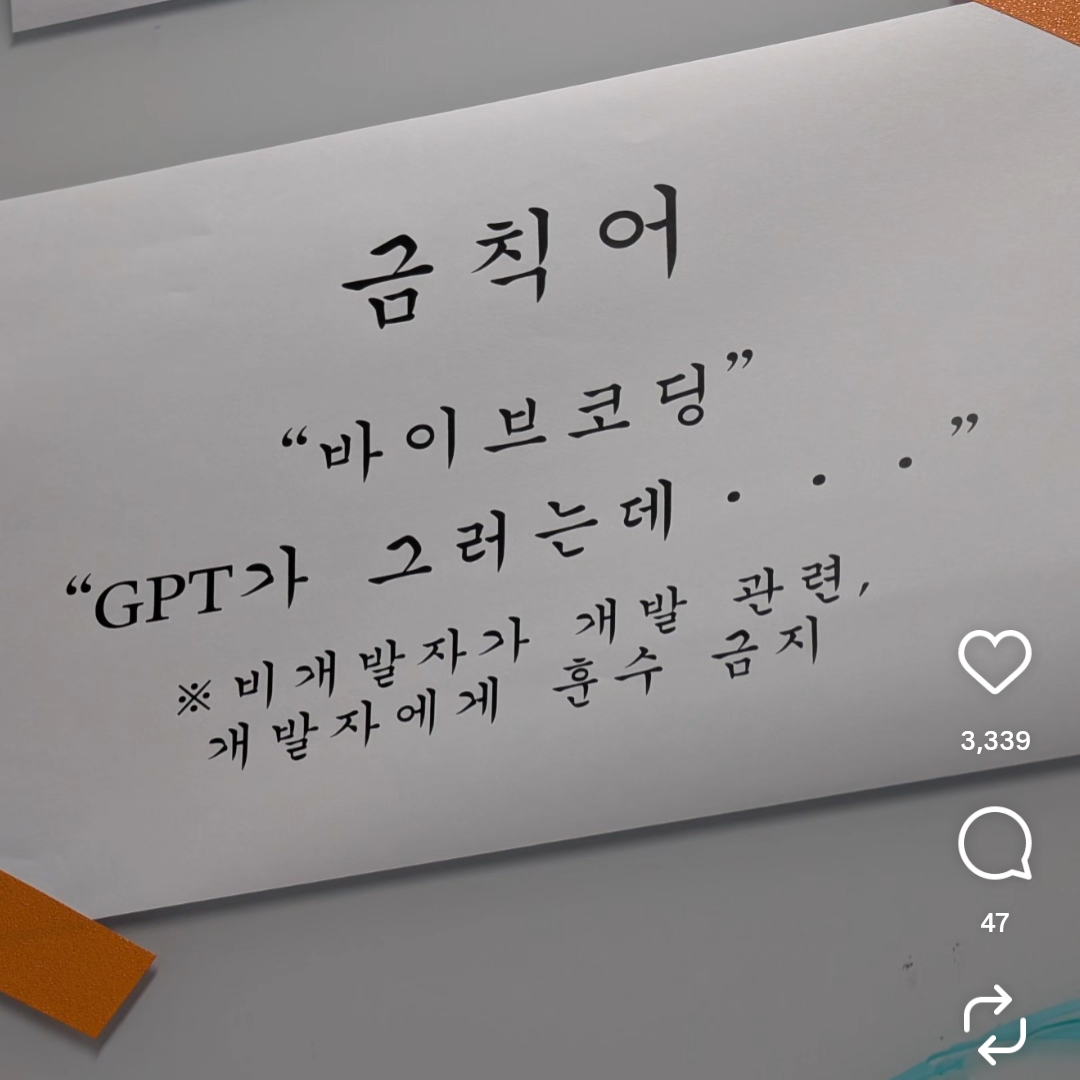 금칙어
“바이브코딩”
“GPT가 그러는데 . . . ”
※ 비개발자가 개발 관련,
개발자에게 훈수 금지
3,339
47